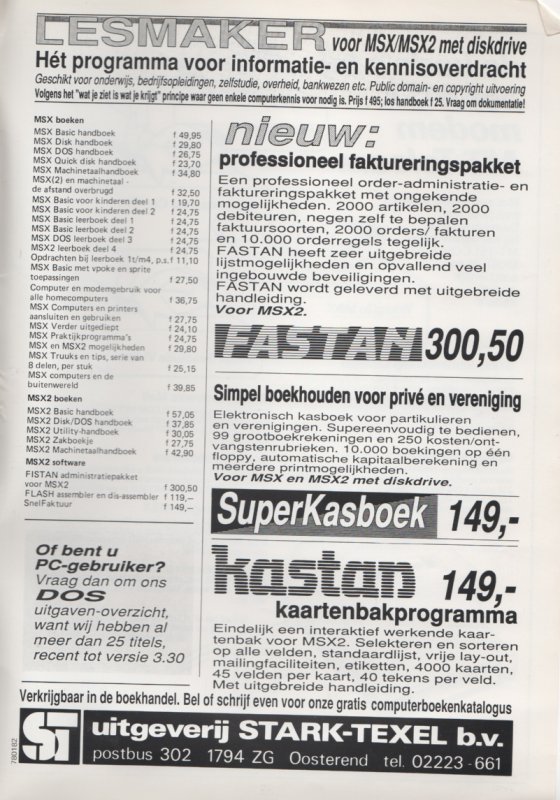 LESMAKER voor MSX/MSX2 met diskdrive
Hét programma voor informatie- en kennisoverdracht
Geschikt voor onderwijs, bedrijfsopleidingen, zelfstudie, overheid, bankwezen etc. Public domain- en copyright uitvoering
Volgens het "wat je ziet is wat je krijgt" principe waar geen enkele computerkennis voor nodig is. Prijs f 495; los handboek f 25. Vraag om dokumentatie!
MSX boeken
MSX Basic handboek f 49,95
MSX Disk handboek f 29,80
MSX DOS handboek f 26,75
MSX Quick disk handboek f 23,70
MSX Machinetaalhandboek f 34,80
MSX(2) en machinetaal -
de afstand overbrugd f 32,50
MSX Basic voor kinderen deel 1 f 19,70
MSX Basic voor kinderen deel 2 f 24,75
MSX Basic leerboek deel 1 f 24,75
MSX Basic leerboek deel 2 f 24,75
MSX DOS leerboek deel 3 f 24,75
MSX2 leerboek deel 4 f 24,75
Opdrachten bij leerboek 1t/m4, p.s. f 11,10
MSX Basic met vpoke en sprite
toepassingen f 27,50
Computer en modemgebruik voor
alle homecomputers f 36,75
MSX Computers en printers
aansluiten en gebruiken f 27,75
MSX Verder uitgediept f 24,10
MSX Praktijkprogramma's f 24,75
MSX en MSX2 mogelijkheden f 29,80
MSX Truuks en tips, serie van
8 delen, per stuk f 25,15
MSX computers en de
buitenwereld f 39,85
MSX2 boeken
MSX2 Basic handboek f 57,05
MSX2 Disk/DOS handboek f 37,85
MSX2 Utility-handboek f 30,05
MSX2 Zakboekje f 27,75
MSX2 Machinetaalhandboek f 42,90
MSX2 software
FISTAN administratiepakket
voor MSX2 f 300,50
FLASH assembler en dis-assembler f 119,—
SnelFaktuur f 149,—
Of bent u
PC-gebruiker?
Vraag dan om ons
DOS
uitgaven-overzicht,
want wij hebben al
meer dan 25 titels,
recent tot versie 3.30
nieuw:
professioneel faktureringspakket
Een professioneel order-administratie- en
faktureringspakket met ongekende
mogelijkheden. 2000 artikelen, 2000
debiteuren, negen zelf te bepalen
faktuursoorten, 2000 orders/ fakturen
en 10.000 orderregels tegelijk.
FASTAN heeft zeer uitgebreide
lijstmogelijkheden en opvallend veel
ingebouwde beveiligingen.
FASTAN wordt geleverd met uitgebreide
handleiding.
Voor MSX2.
FASTAN 300,50
Simpel boekhouden voor privé en vereniging
Elektronisch kasboek voor partikulieren
en verenigingen. Supereenvoudig te bedienen,
99 grootboekrekeningen en 250 kosten/ont-
vangstenrubrieken. 10.000 boekingen op één
floppy, automatische kapitaalberekening en
meerdere printmogelijkheden.
Voor MSX en MSX2 met diskdrive.
SuperKasboek 149,-
kastan 149,-
kaartenbakprogramma
Eindelijk een interaktief werkende kaar-
tenbak voor MSX2. Selekteren en sorteren
op alle velden, standaardlijst, vrije lay-out,
mailingfaciliteiten, etiketten, 4000 kaarten,
45 velden per kaart, 40 tekens per veld.
Met uitgebreide handleiding.
Verkrijgbaar in de boekhandel. Bel of schrijf even voor onze gratis computerboekenkatalogus
ST uitgeverij STARK-TEXEL b.v.
postbus 302 1794 ZG Oosterend tel. 02223-661
780182